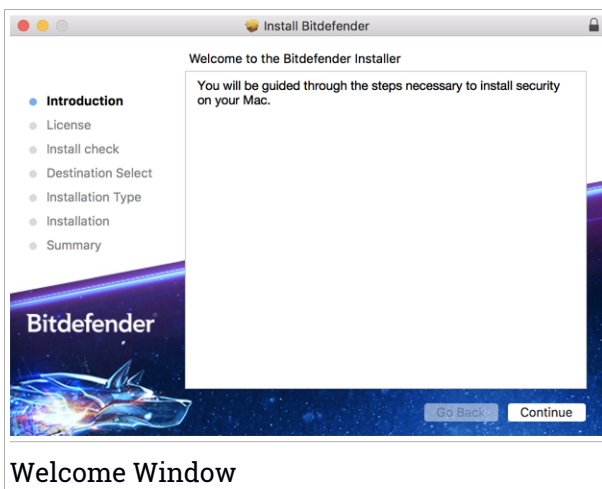 Install Bitdefender
Welcome to the Bitdefender Installer
You will be guided through the steps necessary to install security
on your Mac.
Introduction
License
Install check
Destination Select
Installation Type
Installation
Summary
Bitdefender
Go Back
Continue
Welcome Window